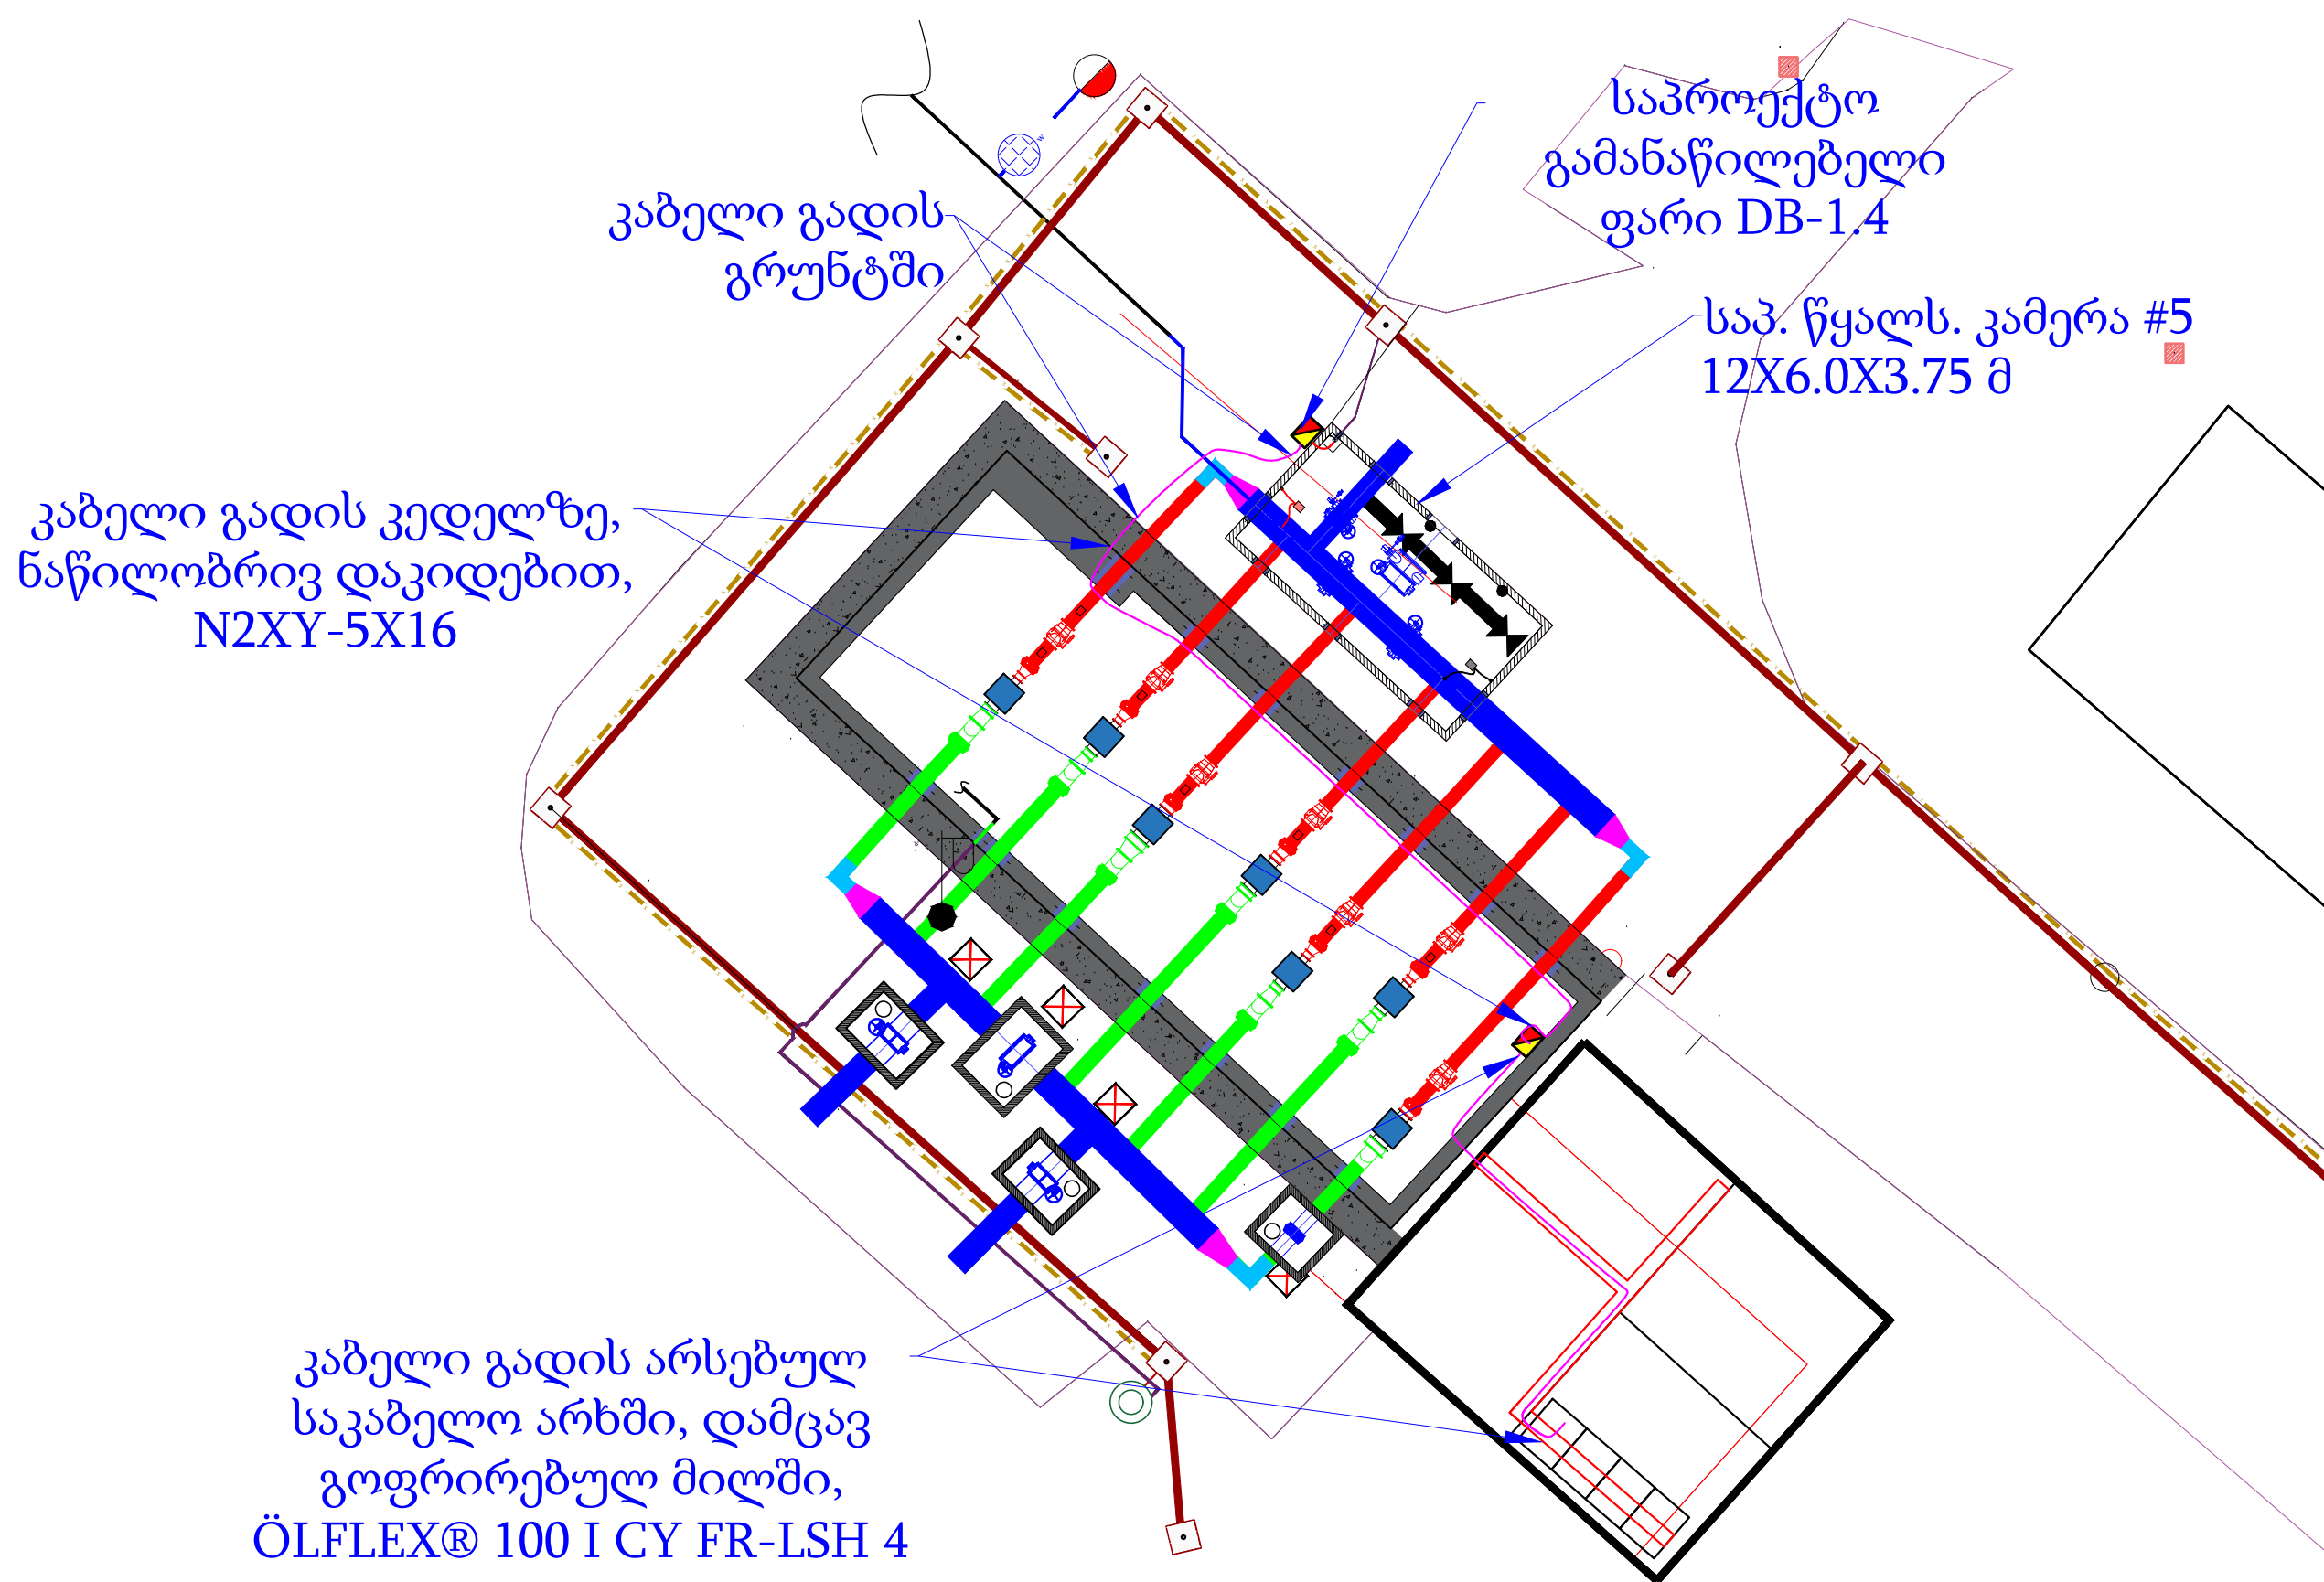 საპროექტო
გამანაწილებელი
ფარი DB-1.4
კაბელი გადის
გრუნტში
საპ. წყალს. კამერა #5
12X6.0X3.75 მ
კაბელი გადის კედელზე,
ნაწილობრივ დაკიდებით,
N2XY-5X16
კაბელი გადის არსებულ
საკაბელო არხში, დამცავ
გოფრირებულ მილში,
ÖLFLEX® 100 I CY FR-LSH 4